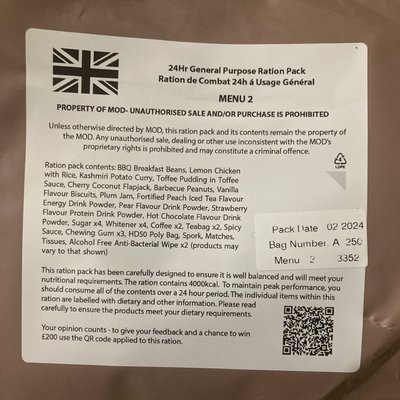 24Hr General Purpose Ration Pack
Ration de Combat 24h á Usage Général
MENU 2
PROPERTY OF MOD- UNAUTHORISED SALE AND/OR PURCHASE IS PROHIBITED
Unless otherwise directed by MOD, this ration pack and its contents remain the property of
the MOD. Any unauthorised sale, dealing or other use inconsistent with the MOD's
proprietary rights is prohibited and may constitute a criminal offence.
Ration pack contents: BBQ Breakfast Beans, Lemon Chicken
with Rice, Kashmiri Potato Curry, Toffee Pudding in Toffee
Sauce, Cherry Coconut Flapjack, Barbecue Peanuts, Vanilla
Flavour Biscuits, Plum Jam, Fortified Peach Iced Tea Flavour
Energy Drink Powder, Pear Flavour Drink Powder, Strawberry
Flavour Protein Drink Powder, Hot Chocolate Flavour Drink
Powder, Sugar x4, Whitener x4, Coffee x2, Teabag x2, Spicy
Sauce, Chewing Gum x3, HD50 Poly Bag, Spork, Matches,
Tissues, Alcohol Free Anti-Bacterial Wipe x2 (products may
vary to that shown)
4
LDPE
Pack Date 02 2024
Bag Number. A 250
Menu 2 3352
This ration pack has been carefully designed to ensure it is well balanced and will meet your
nutritional requirements. The ration contains 4000kcal. To maintain peak performance, you
should consume all of the contents over a 24 hour period. The individual items within this
ration are labelled with dietary and other information. Please read
carefully to ensure the products meet your dietary requirements.
Your opinion counts - to give your feedback and a chance to win
£200 use the QR code applied to this ration.